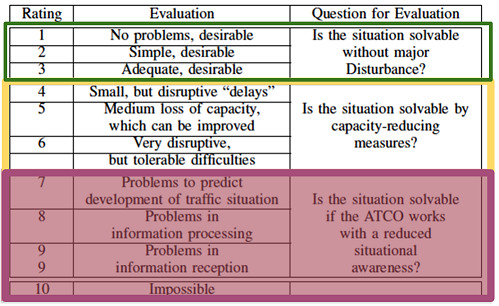 Rating Evaluation Question for Evaluation
1 No problems, desirable Is the situation solvable
2 Simple, desirable without major
3 Adequate, desirable Disturbance?
4 Small, but disruptive “delays”
5 Medium loss of capacity, Is the situation solvable by
which can be improved capacity-reducing
6 Very disruptive, measures?
but tolerable difficulties
7 Problems to predict
development of traffic situation Is the situation solvable
8 Problems in if the ATCO works
information processing with a reduced
9 Problems in situational
9 information reception awareness?
10 Impossible